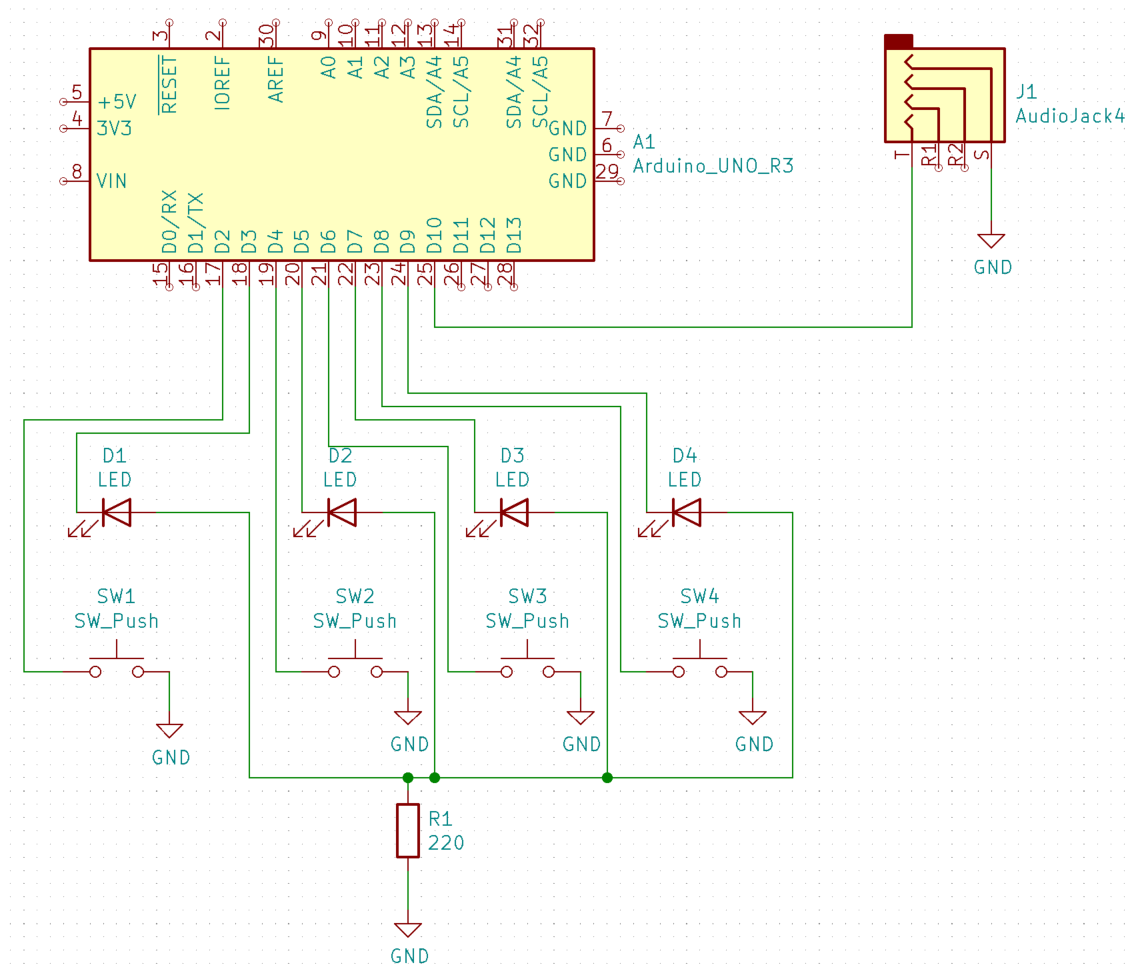 3
2
30
9
10
11
12
13
14
31
32
RESET
IOREF
AREF
A0
A1
A2
A3
SDA/A4
SCL/A5
SDA/A4
SCL/A5
5
+5V
4
3V3
8
VIN
GND
7
GND
6
GND
29
A1
Arduino_UNO_R3
D0/RX
D1/TX
D2
D3
D4
D5
D6
D7
D8
D9
D10
D11
D12
D13
15
16
17
18
19
20
21
22
23
24
25
26
27
28
J1
AudioJack4
T
R1
R2
S
GND
D1
LED
D2
LED
D3
LED
D4
LED
SW1
SW_Push
SW2
SW_Push
SW3
SW_Push
SW4
SW_Push
GND
GND
GND
GND
R1
220
GND